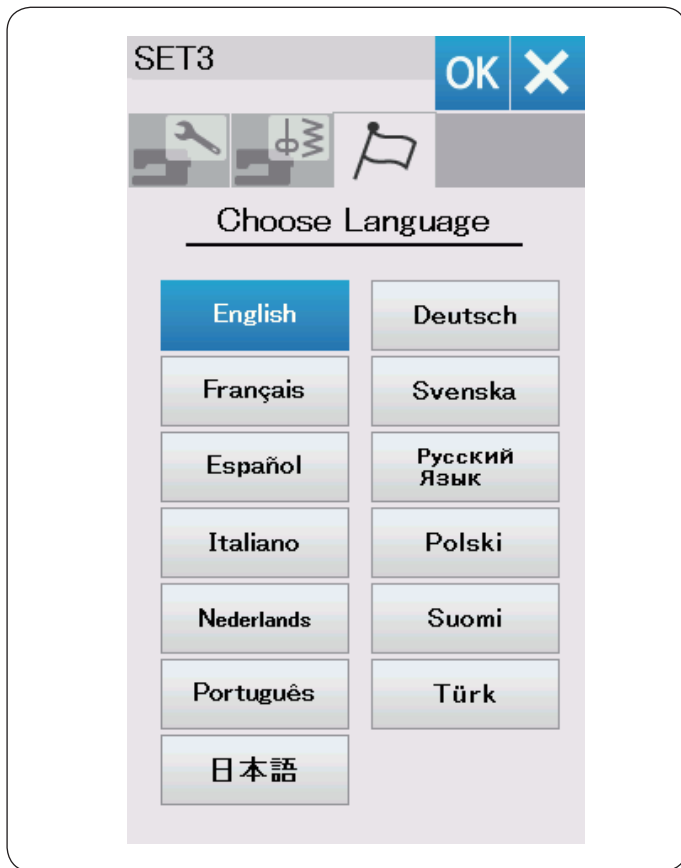 SET3
OK
Choose Language
English
Deutsch
Français
Svenska
Español
Русский
Язык
Italiano
Polski
Nederlands
Suomi
Português
Türk
日本語